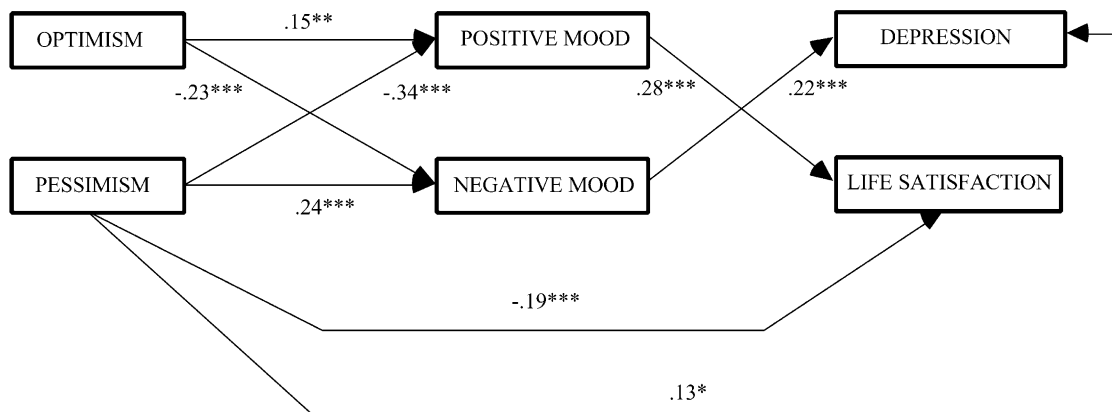 .15**
OPTIMISM
POSITIVE MOOD
DEPRESSION
-.23***
-.34***
.28***
.22***
PESSIMISM
NEGATIVE MOOD
LIFE SATISFACTION
.24***
-.19***
.13*